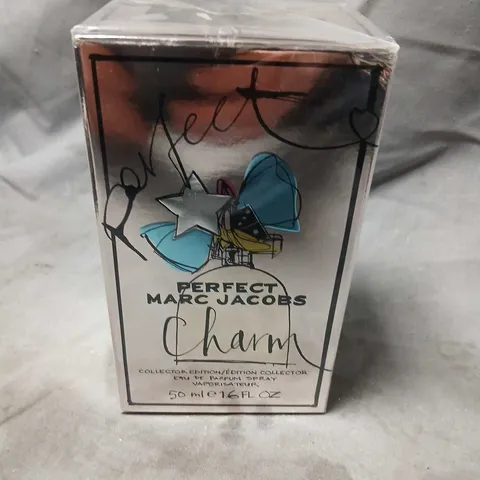 Perfect
PERFECT
MARC JACOBS
Charm
COLLECTOR EDITION/ÉDITION COLLECTOR
EAU DE PARFUM SPRAY
VAPORISATEUR
50 ml e 1.6 FL OZ